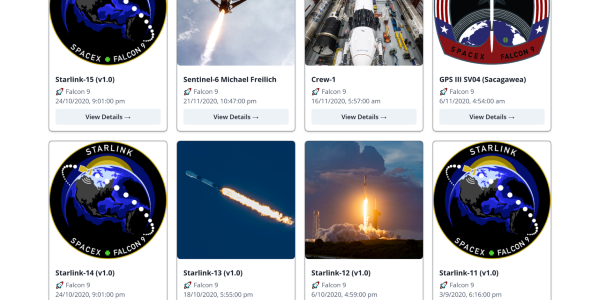 SPACEX FALCON 9
SPACEX FALCON 9
Starlink-15 (v1.0)
Falcon 9
24/10/2020, 9:01:00 pm
View Details →
Sentinel-6 Michael Freilich
Falcon 9
21/11/2020, 10:47:00 pm
View Details →
Crew-1
Falcon 9
16/11/2020, 5:57:00 am
View Details →
GPS III SV04 (Sacagawea)
Falcon 9
6/11/2020, 4:54:00 am
View Details →
STARLINK
SPACEX FALCON 9
STARLINK
SPACEX FALCON 9
Starlink-14 (v1.0)
Falcon 9
24/10/2020, 9:01:00 pm
Starlink-13 (v1.0)
Falcon 9
18/10/2020, 5:55:00 pm
Starlink-12 (v1.0)
Falcon 9
6/10/2020, 4:59:00 pm
Starlink-11 (v1.0)
Falcon 9
3/9/2020, 6:16:00 pm